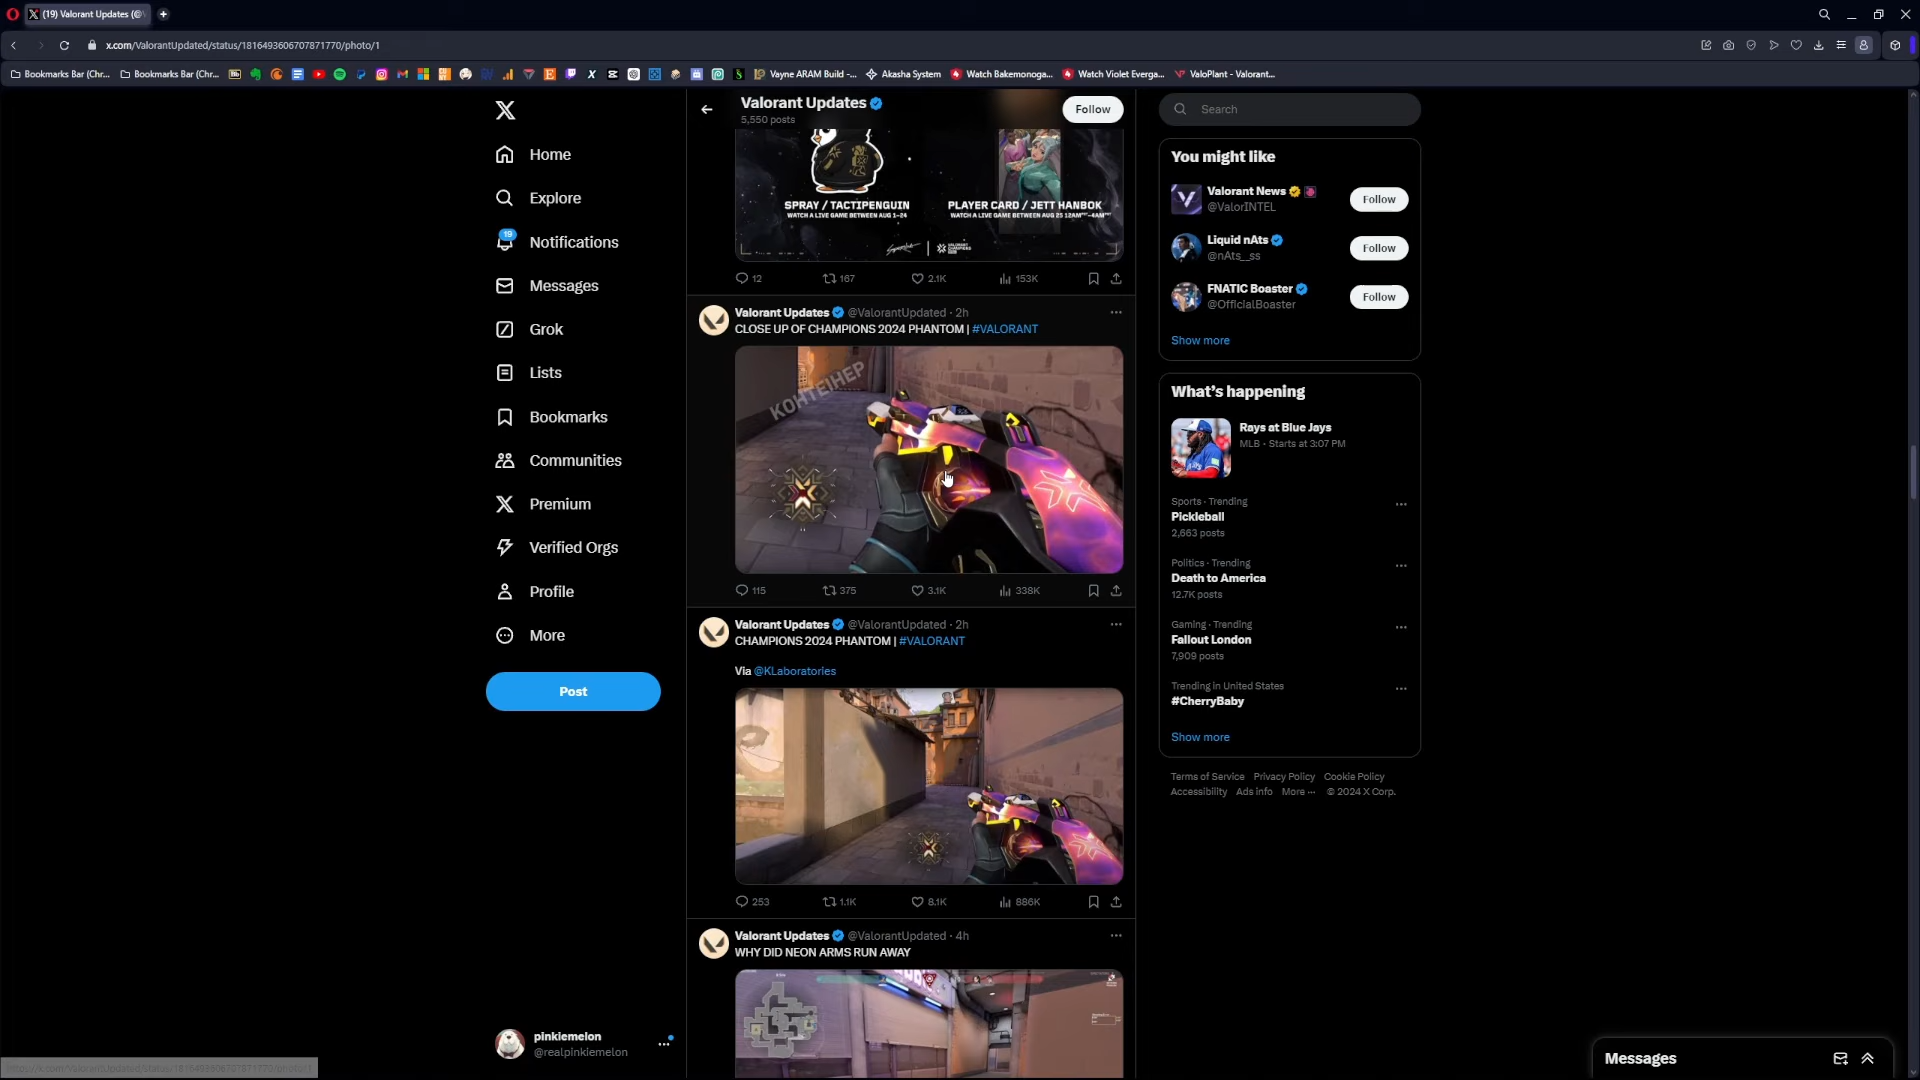 (19) Valorant Updates (@V
x.com/ValorantUpdated/status/1816493606707871770/photo/1
Bookmarks Bar (Chr...
Bookmarks Bar (Chr...
Vayne ARAM Build -...
Akasha System
Watch Bakemonoga...
Watch Violet Everga...
ValoPlant - Valorant...
Home
Explore
19
Notifications
Messages
Grok
Lists
Bookmarks
Communities
Premium
Verified Orgs
Profile
More
Post
pinkiemelon
@realpinkiemelon
Valorant Updates
5,550 posts
Follow
SPRAY / TACTIPENGUIN
WATCH A LIVE GAME BETWEEN AUG 1-24
PLAYER CARD / JETT HANBOK
12
167
2.1K
153K
Valorant Updates @ValorantUpdated · 2h
CLOSE UP OF CHAMPIONS 2024 PHANTOM | #VALORANT
КОНТЕЙНЕР
115
375
3.1K
338K
Valorant Updates @ValorantUpdated · 2h
CHAMPIONS 2024 PHANTOM | #VALORANT
Via @KLaboratories
253
1.1K
8.1K
886K
Valorant Updates @ValorantUpdated · 4h
WHY DID NEON ARMS RUN AWAY
Search
You might like
Valorant News
@ValorINTEL
Follow
Liquid nAts
@nAts__ss
Follow
FNATIC Boaster
@OfficialBoaster
Follow
Show more
What's happening
Rays at Blue Jays
MLB · Starts at 3:07 PM
Sports · Trending
Pickleball
2,663 posts
Politics · Trending
Death to America
12.7K posts
Gaming · Trending
Fallout London
7,909 posts
Trending in United States
#CherryBaby
Show more
Terms of Service Privacy Policy Cookie Policy
Accessibility Ads info More ··· © 2024 X Corp.
Messages